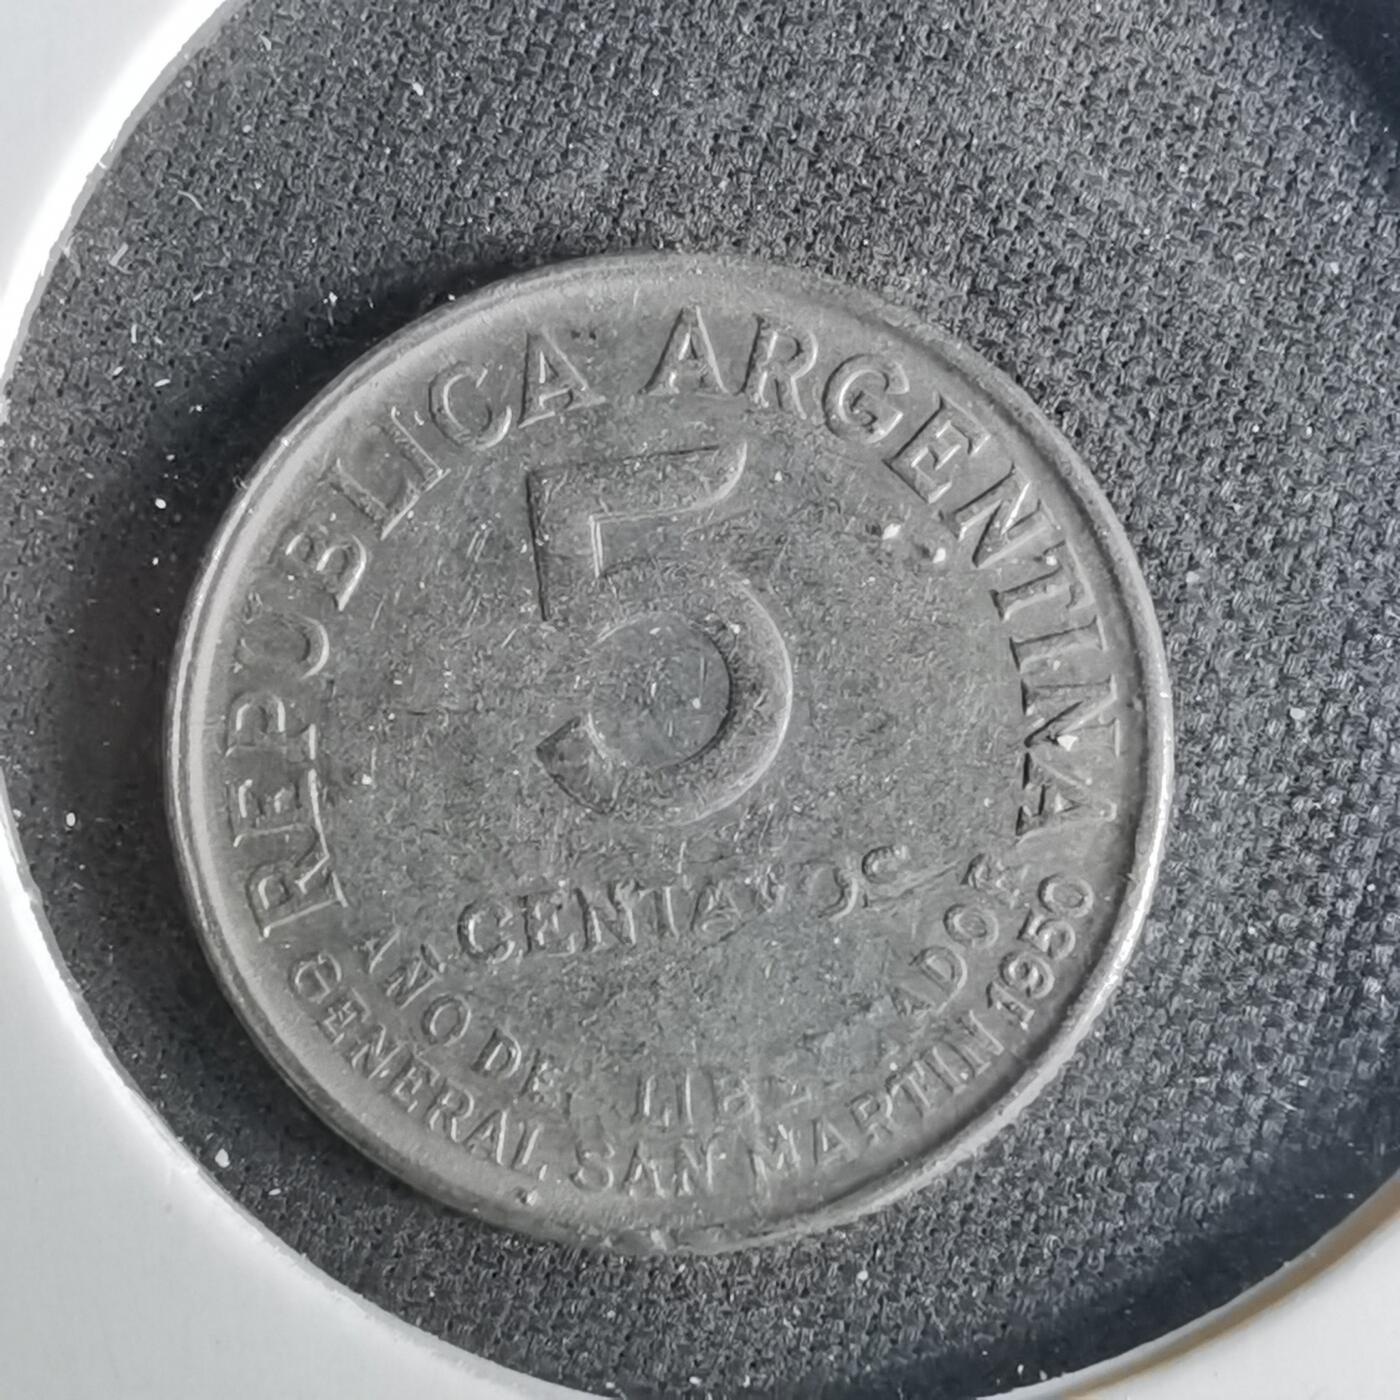 REPUBLICA ARGENTINA
5
CENTAVOS
AÑO DEL LIBERTADOR
GENERAL SAN MARTIN 1950